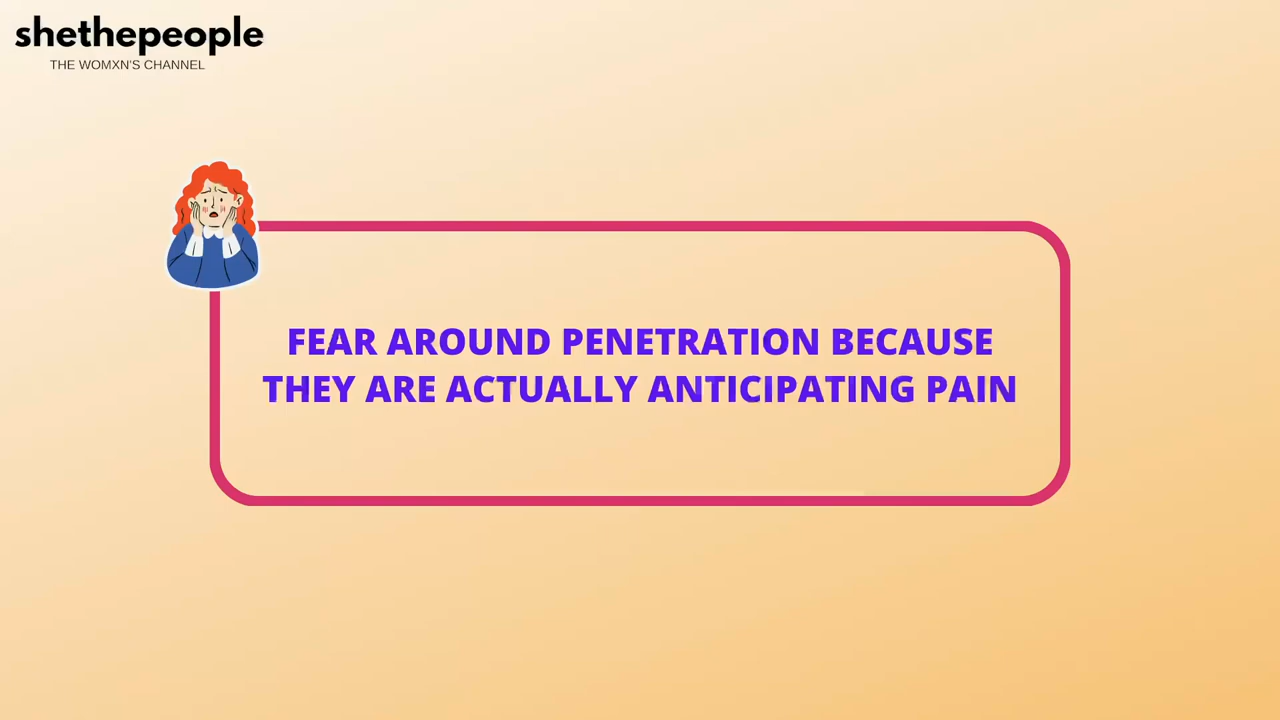 shethepeople
THE WOMXN'S CHANNEL
FEAR AROUND PENETRATION BECAUSE
THEY ARE ACTUALLY ANTICIPATING PAIN